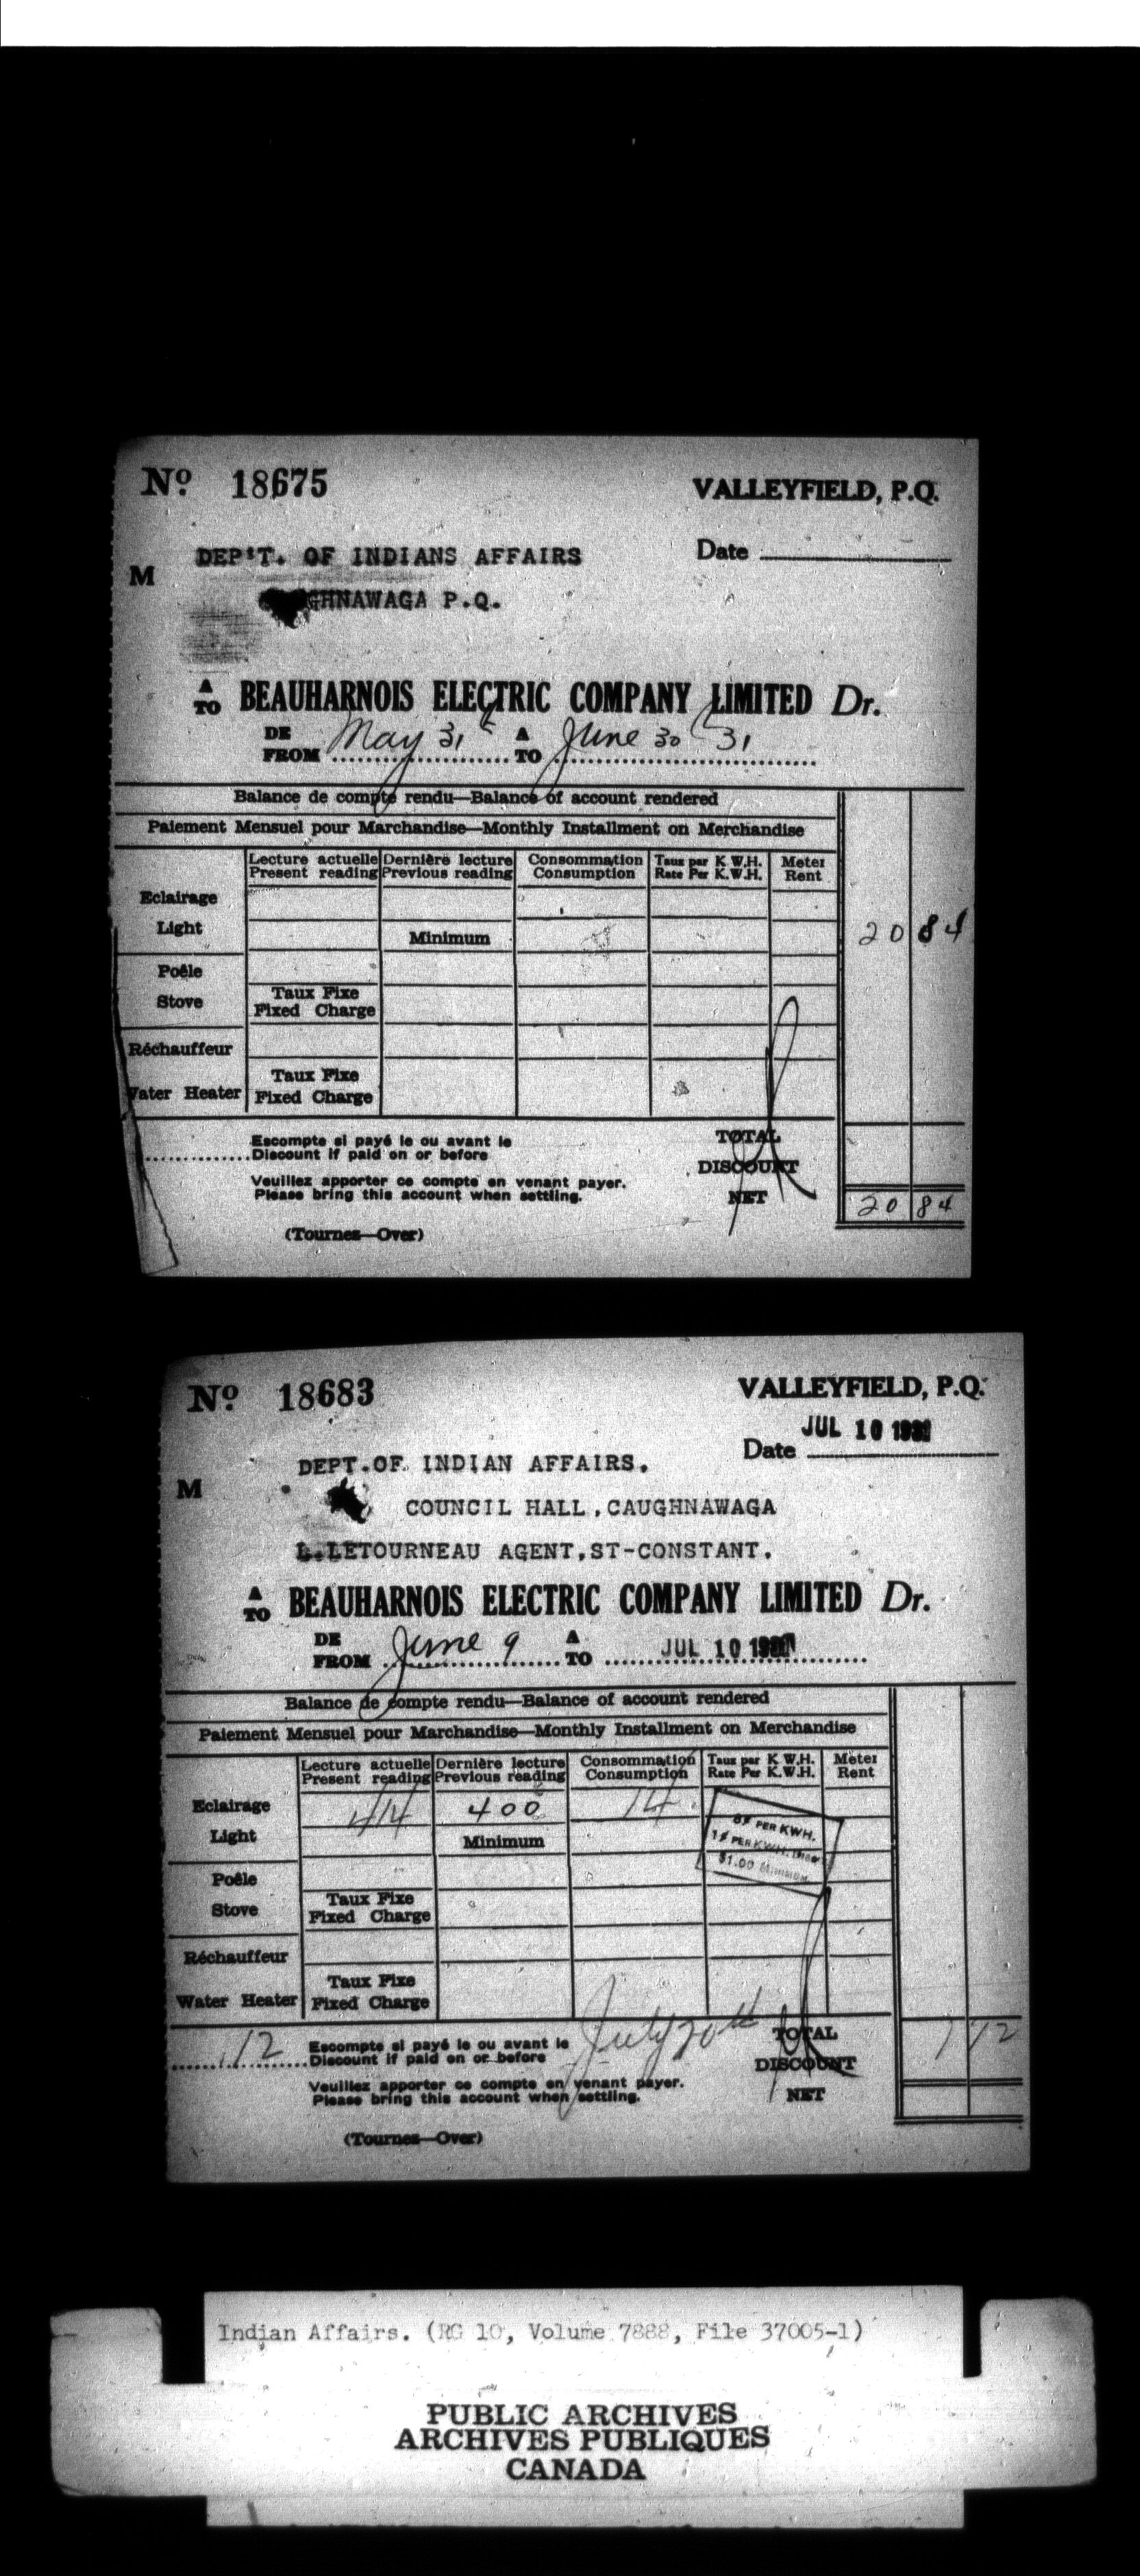 Nº 18675
VALLEYFIELD, P.Q.
DEP'T. OF INDIANS AFFAIRS
Date
M
GHNAWAGA P.Q.
A
TO BEAUHARNOIS ELECTRIC COMPANY LIMITED Dr.
DE A
FROM May 31 TO June 30 31
Balance de compte rendu—Balance of account rendered
Paiement Mensuel pour Marchandise—Monthly Installment on Merchandise
Lecture actuelle Dernière lecture Consommation Taux par K.W.H. Meter
Present reading Previous reading Consumption Rate Per K.W.H. Rent
Eclairage
Light Minimum 20 84
Poêle
Stove Taux Fixe
Fixed Charge
Réchauffeur
Taux Fixe
Water Heater Fixed Charge
Escompte si payé le ou avant le TOTAL
Discount if paid on or before
DISCOUNT
Veuillez apporter ce compte en venant payer.
Please bring this account when settling. NET 20 84
(Tournez—Over)
Nº 18683
VALLEYFIELD, P.Q.
JUL 10
Date
DEPT.OF INDIAN AFFAIRS.
M
COUNCIL HALL,CAUGHNAWAGA
LETOURNEAU AGENT,ST-CONSTANT.
A
TO BEAUHARNOIS ELECTRIC COMPANY LIMITED Dr.
DE A
FROM June 9 TO JUL 10
Balance de compte rendu—Balance of account rendered
Paiement Mensuel pour Marchandise—Monthly Installment on Merchandise
Lecture actuelle Dernière lecture Consommation Taux par K.W.H. Meter
Present reading Previous reading Consumption Rate Per K.W.H. Rent
Eclairage 414 400 14
Light Minimum
8¢ PER KWH.
1¢ PER KWH.
$1.00 MINIMUM
Poêle
Stove Taux Fixe
Fixed Charge
Réchauffeur
Taux Fixe
Water Heater Fixed Charge
12 Escompte si payé le ou avant le July 20th TOTAL 1 12
Discount if paid on or before
DISCOUNT
Veuillez apporter ce compte en venant payer.
Please bring this account when settling. NET
(Tournez—Over)
Indian Affairs. (RG 10, Volume 7888, File 37005-1)
PUBLIC ARCHIVES
ARCHIVES PUBLIQUES
CANADA